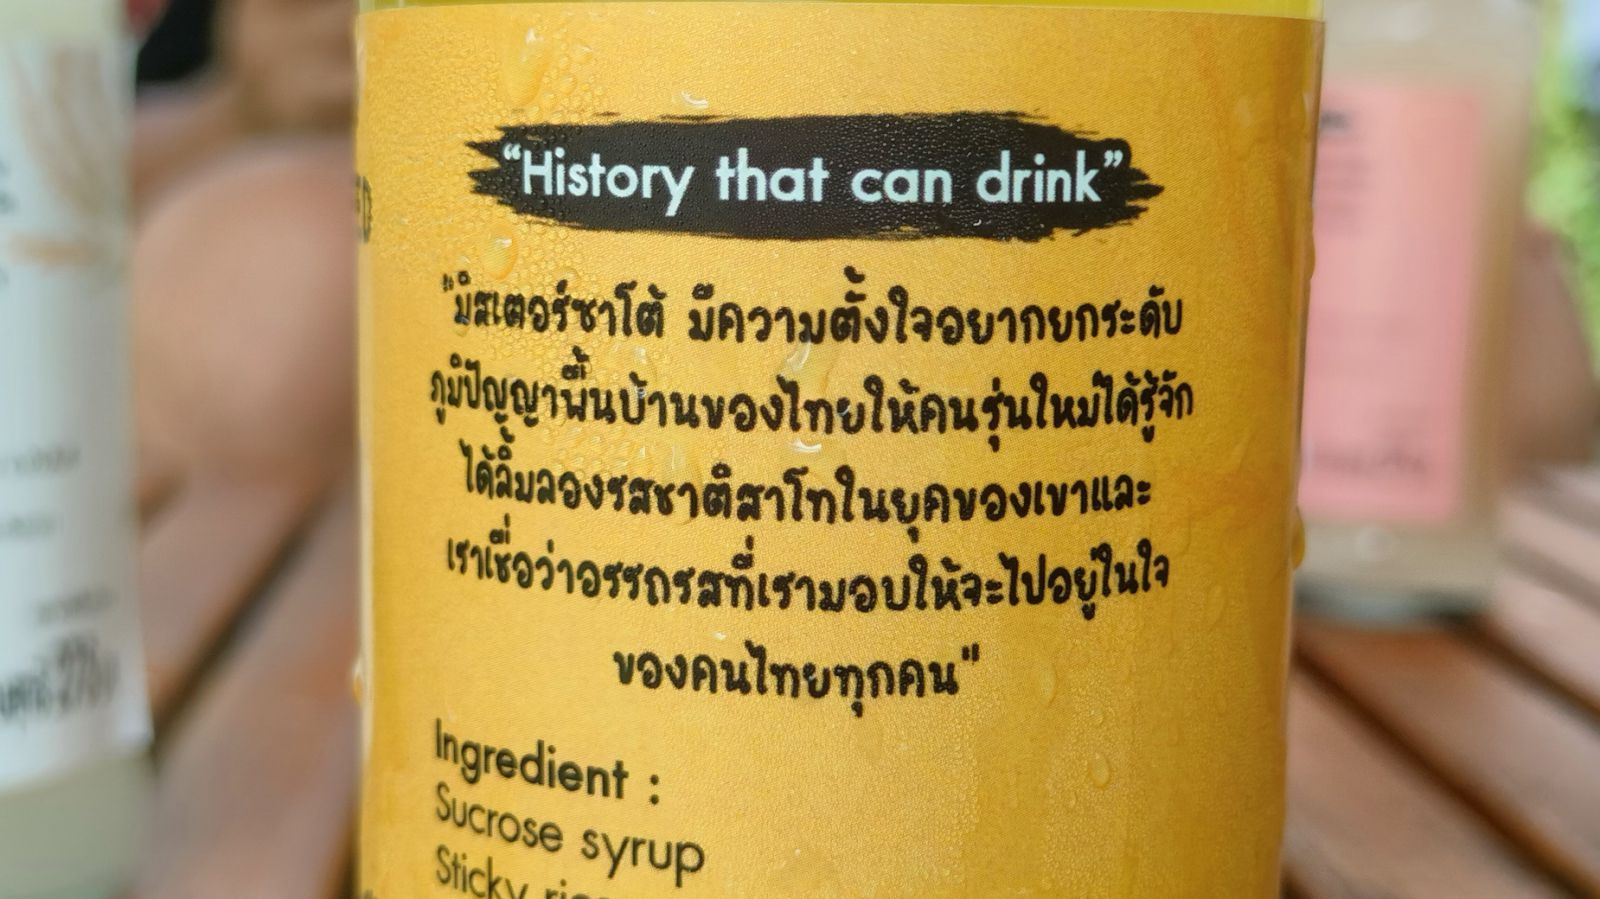 “History that can drink”
"มิสเตอร์ซาโต้ มีความตั้งใจอยากยกระดับ
ภูมิปัญญาพื้นบ้านของไทยให้คนรุ่นใหม่ได้รู้จัก
ได้ลิ้มลองรสชาติสาโทในยุคของเขาและ
เราเชื่อว่าอรรถรสที่เรามอบให้จะไปอยู่ในใจ
ของคนไทยทุกคน"
Ingredient :
Sucrose syrup
Sticky